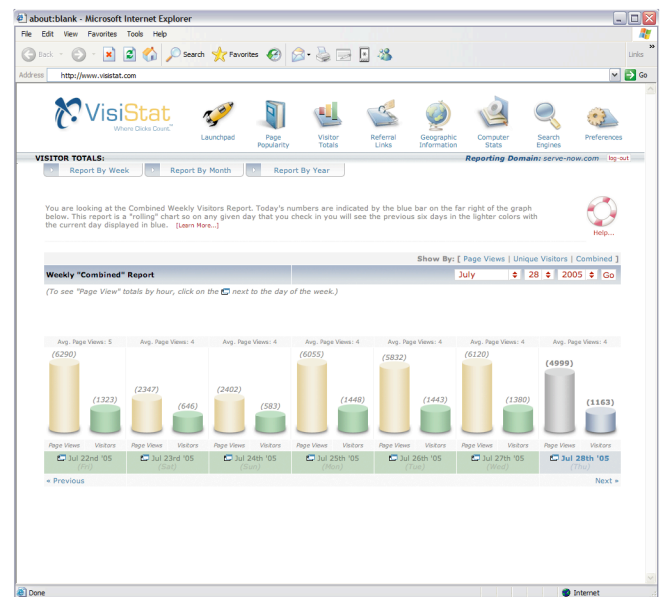 about:blank - Microsoft Internet Explorer
File Edit View Favorites Tools Help
Back Search Favorites Links
Address http://www.visistat.com Go
VisiStat
Where Clicks Count.
Launchpad Page Popularity Visitor Totals Referral Links Geographic Information Computer Stats Search Engines Preferences
VISITOR TOTALS: Reporting Domain: serve-now.com log-out
Report By Week Report By Month Report By Year
You are looking at the Combined Weekly Visitors Report. Today's numbers are indicated by the blue bar on the far right of the graph
below. This report is a "rolling" chart so on any given day that you check in you will see the previous six days in the lighter colors with
the current day displayed in blue. [Learn More...]
Help...
Show By: [ Page Views | Unique Visitors | Combined ]
Weekly "Combined" Report July 28 2005 Go
(To see "Page View" totals by hour, click on the next to the day of the week.)
Avg. Page Views: 5 Avg. Page Views: 4 Avg. Page Views: 4 Avg. Page Views: 4 Avg. Page Views: 4 Avg. Page Views: 4 Avg. Page Views: 4
(6290) (1323) (2347) (646) (2402) (583) (6055) (1448) (5832) (1443) (6120) (1380) (4999) (1163)
Page Views Visitors Page Views Visitors Page Views Visitors Page Views Visitors Page Views Visitors Page Views Visitors Page Views Visitors
Jul 22nd '05 Jul 23rd '05 Jul 24th '05 Jul 25th '05 Jul 26th '05 Jul 27th '05 Jul 28th '05
(Fri) (Sat) (Sun) (Mon) (Tue) (Wed) (Thu)
« Previous Next »
Done Internet